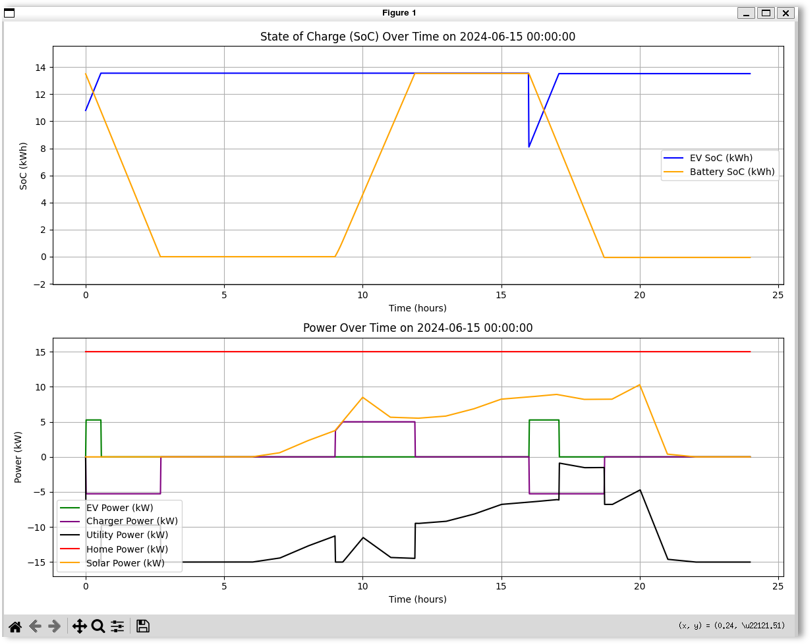 Figure 1
State of Charge (SoC) Over Time on 2024-06-15 00:00:00
SoC (kWh)
14
12
10
8
6
4
2
0
−2
EV SoC (kWh)
Battery SoC (kWh)
0 5 10 15 20 25
Time (hours)
Power Over Time on 2024-06-15 00:00:00
Power (kW)
15
10
5
0
−5
−10
−15
EV Power (kW)
Charger Power (kW)
Utility Power (kW)
Home Power (kW)
Solar Power (kW)
0 5 10 15 20 25
Time (hours)
(x, y) = (0.24, \u22121.51)